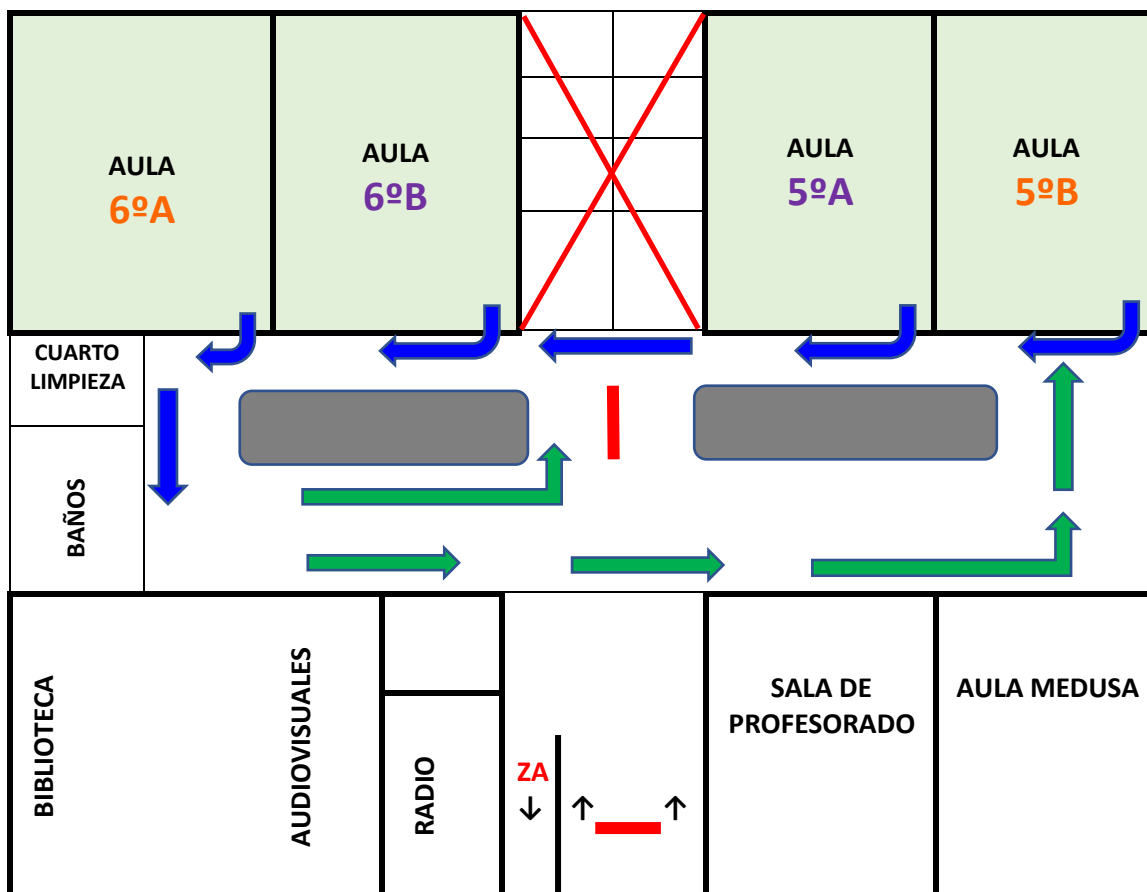 AULA
6ºA
AULA
6ºB
AULA
5ºA
AULA
5ºB
CUARTO
LIMPIEZA
BAÑOS
BIBLIOTECA
AUDIOVISUALES
RADIO
ZA
SALA DE
PROFESORADO
AULA MEDUSA